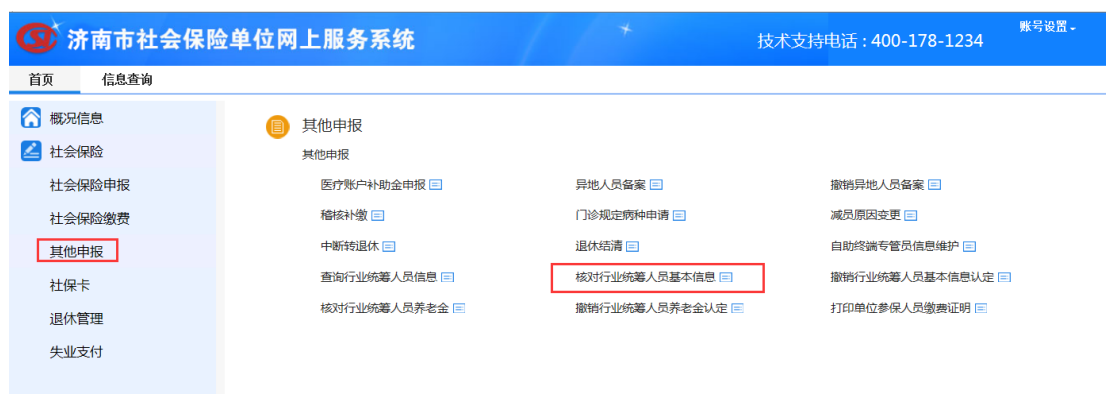 济南市社会保险单位网上服务系统
技术支持电话：400-178-1234
账号设置
首页 信息查询
概况信息
社会保险
社会保险申报
社会保险缴费
其他申报
社保卡
退休管理
失业支付
其他申报
其他申报
医疗账户补助金申报 异地人员备案 撤销异地人员备案
稽核补缴 门诊规定病种申请 减员原因变更
中断转退休 退休结清 自助终端专管员信息维护
查询行业统筹人员信息 核对行业统筹人员基本信息 撤销行业统筹人员基本信息认定
核对行业统筹人员养老金 撤销行业统筹人员养老金认定 打印单位参保人员缴费证明